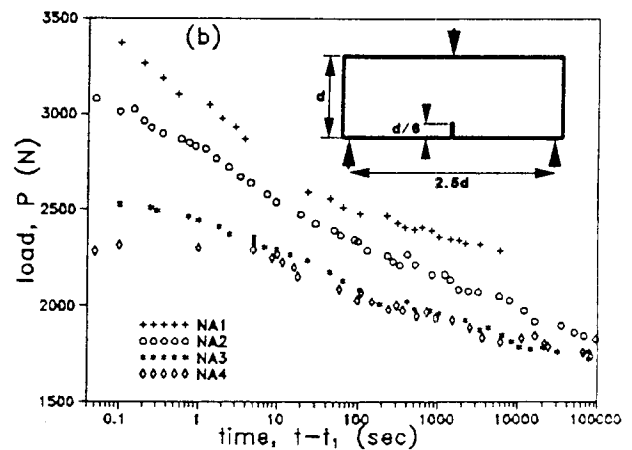 (b)
3500
3000
2500
2000
1500
load, P (N)
d
d/6
2.5d
+++++ NA1
ooooo NA2
***** NA3
◊◊◊◊◊ NA4
0.1 1 10 100 1000 10000 100000
time, t-t₁ (sec)